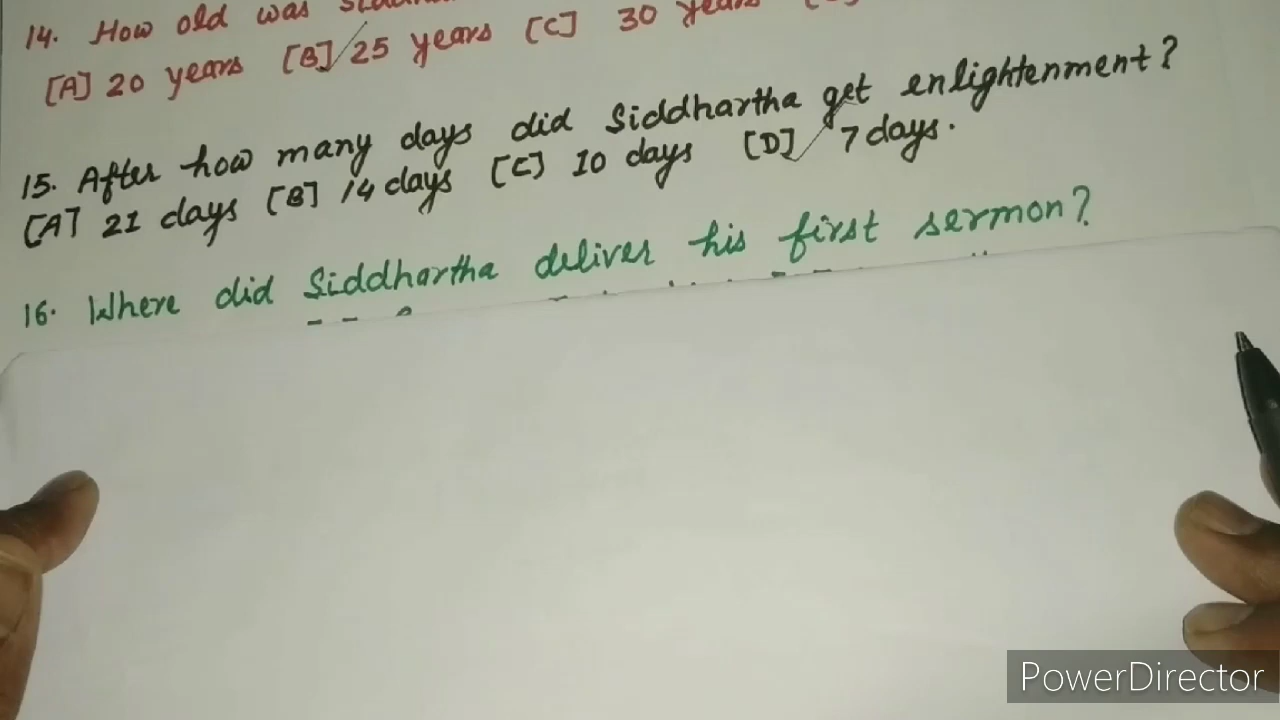 14. How old was
[A] 20 years [B] 25 years [C] 30 years
15. After how many days did Siddhartha get enlightenment?
[A] 21 days [B] 14 days [C] 10 days [D] 7 days.
16. Where did Siddhartha deliver his first sermon?
PowerDirector